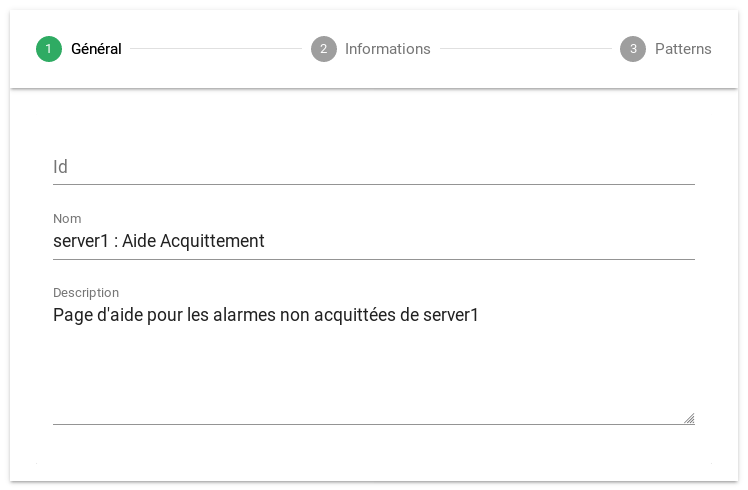 1 Général 2 Informations 3 Patterns
Id
Nom
server1 : Aide Acquittement
Description
Page d'aide pour les alarmes non acquittées de server1